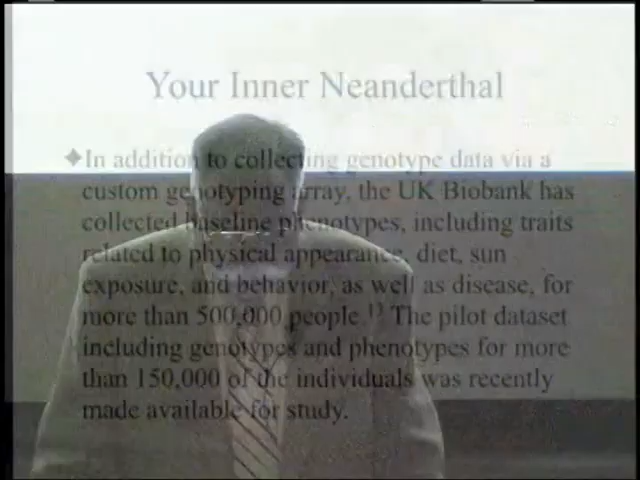 Your Inner Neanderthal
❖In addition to collecting genotype data via a
custom genotyping array, the UK Biobank has
collected baseline phenotypes, including traits
related to physical appearance, diet, sun
exposure, and behavior, as well as disease, for
more than 500,000 people.¹³ The pilot dataset
including genotypes and phenotypes for more
than 150,000 of the individuals was recently
made available for study.